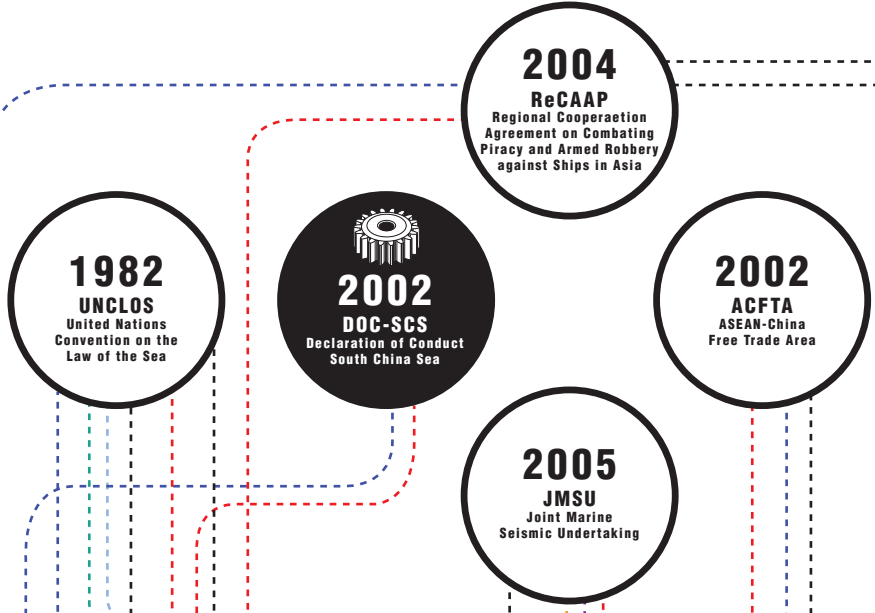 2004
ReCAAP
Regional Cooperaetion
Agreement on Combating
Piracy and Armed Robbery
against Ships in Asia
1982
UNCLOS
United Nations
Convention on the
Law of the Sea
2002
DOC-SCS
Declaration of Conduct
South China Sea
2002
ACFTA
ASEAN-China
Free Trade Area
2005
JMSU
Joint Marine
Seismic Undertaking